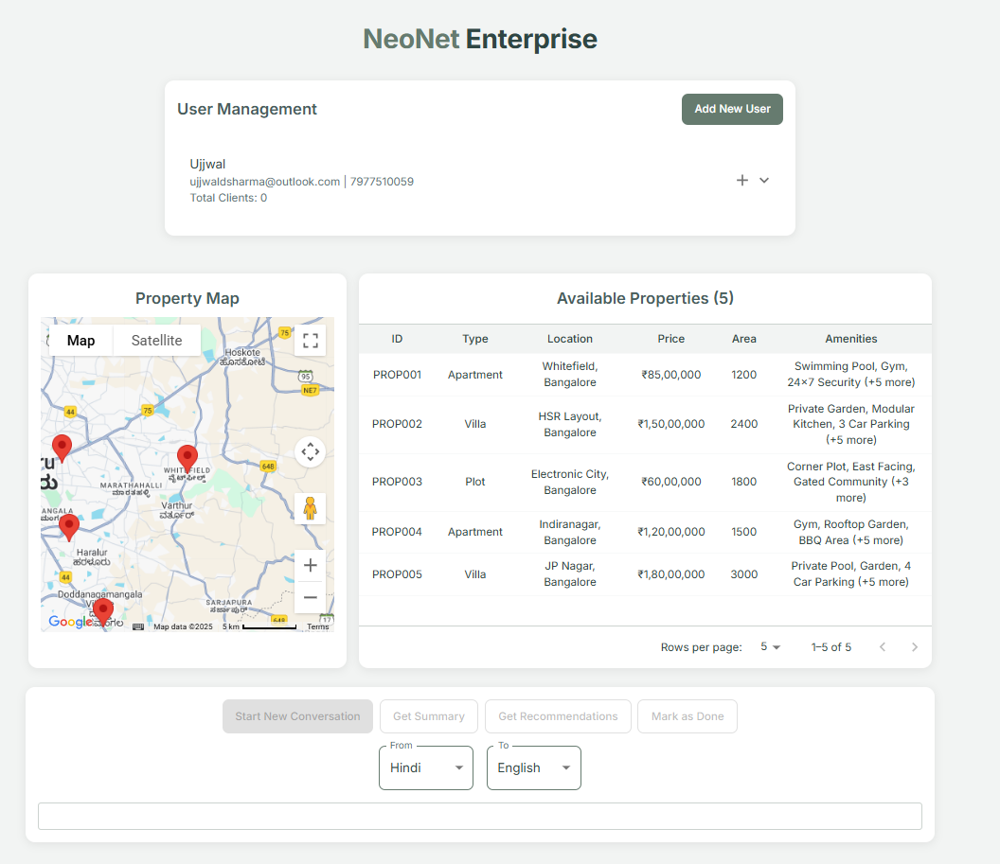 NeoNet Enterprise
User Management
Add New User
Ujjwal
ujjwaldsharma@outlook.com | 7977510059
Total Clients: 0
Property Map
Map
Satellite
75
Hoskote
ಹೊಸಕೋಟೆ
95
NE7
44
75
648
WHITEFIELD
ವೈಟ್‌ಫೀಲ್ಡ್
MARATHAHALLI
ಮಾರತಹಳ್ಳಿ
Varthur
ವರ್ತೂರ್
ANGALA
Haralur
ಹರಳೂರು
44
Doddanagamangala
SARJAPURA
ಸರ್ಜಾಪುರ್
648
17
Google
Map data ©2025
5 km
Terms
Available Properties (5)
ID Type Location Price Area Amenities
PROP001 Apartment Whitefield, Bangalore ₹85,00,000 1200 Swimming Pool, Gym, 24×7 Security (+5 more)
PROP002 Villa HSR Layout, Bangalore ₹1,50,00,000 2400 Private Garden, Modular Kitchen, 3 Car Parking (+5 more)
PROP003 Plot Electronic City, Bangalore ₹60,00,000 1800 Corner Plot, East Facing, Gated Community (+3 more)
PROP004 Apartment Indiranagar, Bangalore ₹1,20,00,000 1500 Gym, Rooftop Garden, BBQ Area (+5 more)
PROP005 Villa JP Nagar, Bangalore ₹1,80,00,000 3000 Private Pool, Garden, 4 Car Parking (+5 more)
Rows per page: 5 1–5 of 5
Start New Conversation
Get Summary
Get Recommendations
Mark as Done
From
Hindi
To
English